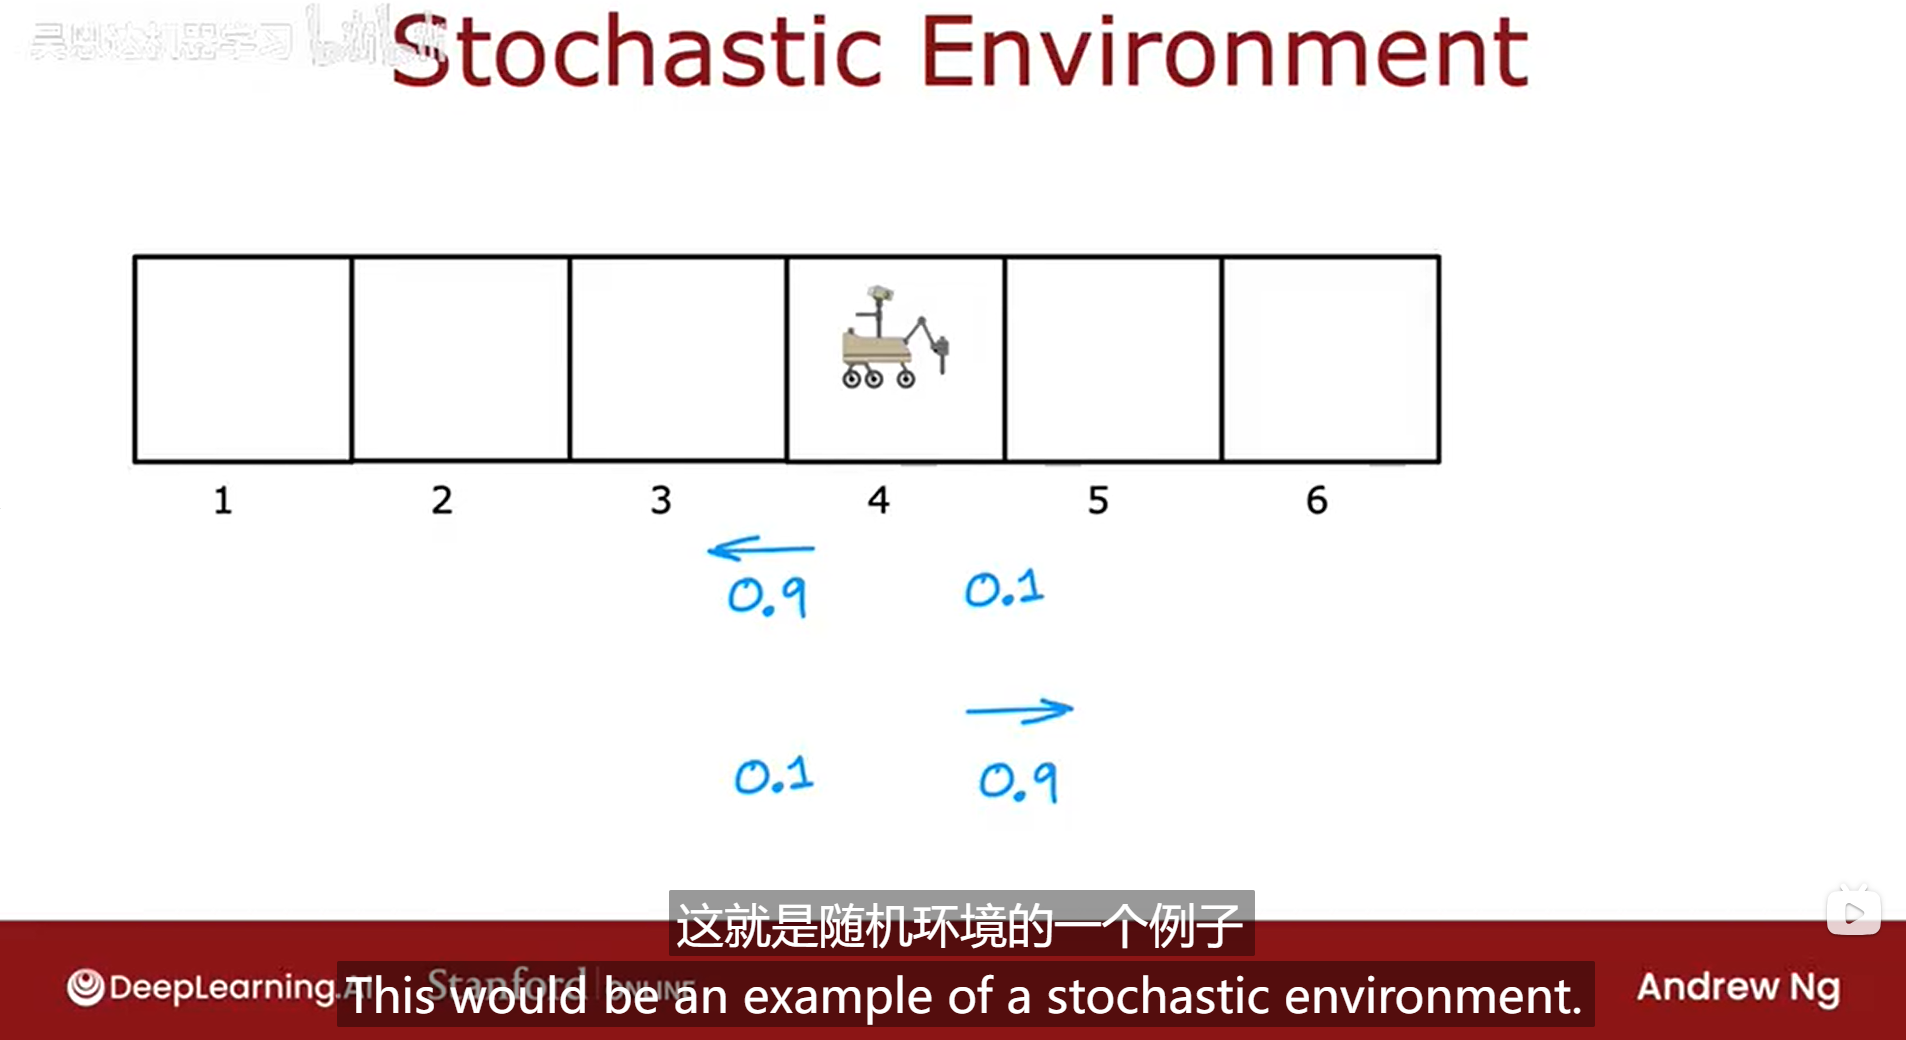 吴恩达机器学习 bilibili
Stochastic Environment
1 2 3 4 5 6
0.9 0.1
0.1 0.9
这就是随机环境的一个例子
This would be an example of a stochastic environment.
DeepLearning.AI Stanford ONLINE Andrew Ng